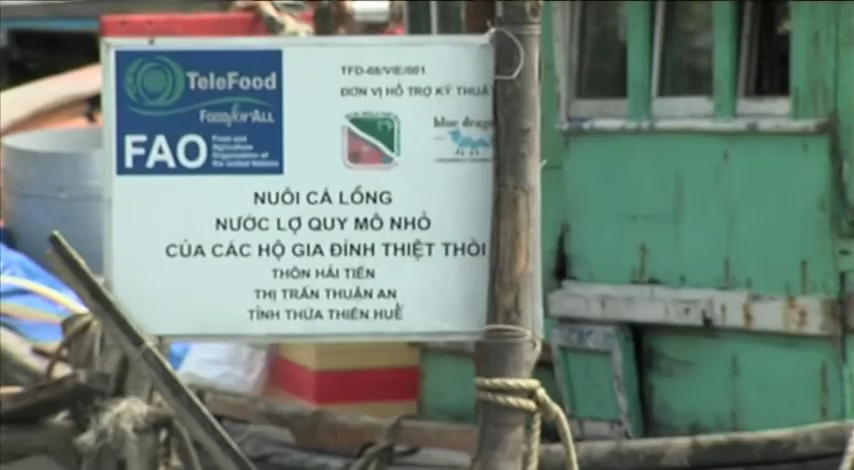 TeleFood
Food for ALL
FAO
Food and
Agriculture
Organization of
the United Nations
TFD-08/VIE/001
ĐƠN VỊ HỖ TRỢ KỸ THUẬ
blue drago
NUÔI CÁ LỒNG
NƯỚC LỢ QUY MÔ NHỎ
CỦA CÁC HỘ GIA ĐÌNH THIỆT THÒI
THÔN HẢI TIẾN
THỊ TRẤN THUẬN AN
TỈNH THỪA THIÊN HUẾ